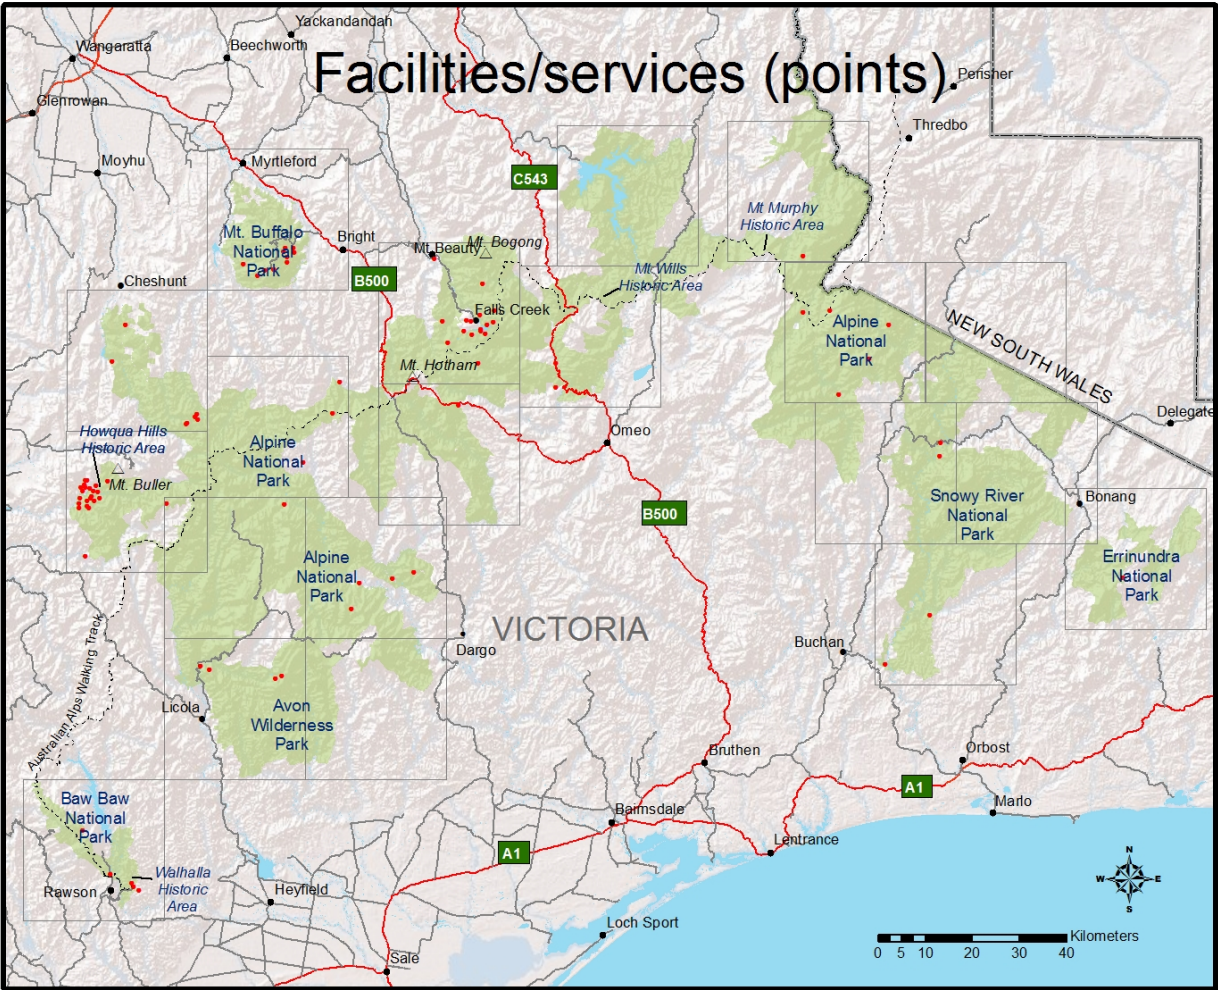 Yackandandah
Wangaratta
Beechworth
Facilities/services (points)
Perisher
Glenrowan
Thredbo
Moyhu
Myrtleford
C543
Mt Murphy
Historic Area
Mt. Buffalo
National
Park
Bright
Mt.Beauty
Mt. Bogong
B500
Mt Wills
Historic Area
Cheshunt
Falls Creek
Alpine
National
Park
NEW SOUTH WALES
Mt. Hotham
Delegate
Howqua Hills
Historic Area
Omeo
Alpine
National
Park
Mt. Buller
Snowy River
National
Park
Bonang
B500
Alpine
National
Park
Errinundra
National
Park
VICTORIA
Dargo
Buchan
Australian Alps Walking Track
Licola
Avon
Wilderness
Park
Bruthen
Orbost
A1
Marlo
Baw Baw
National
Park
Bairnsdale
Lentrance
A1
Walhalla
Historic
Area
Rawson
Heyfield
N
W
E
S
Loch Sport
Sale
Kilometers
0 5 10 20 30 40